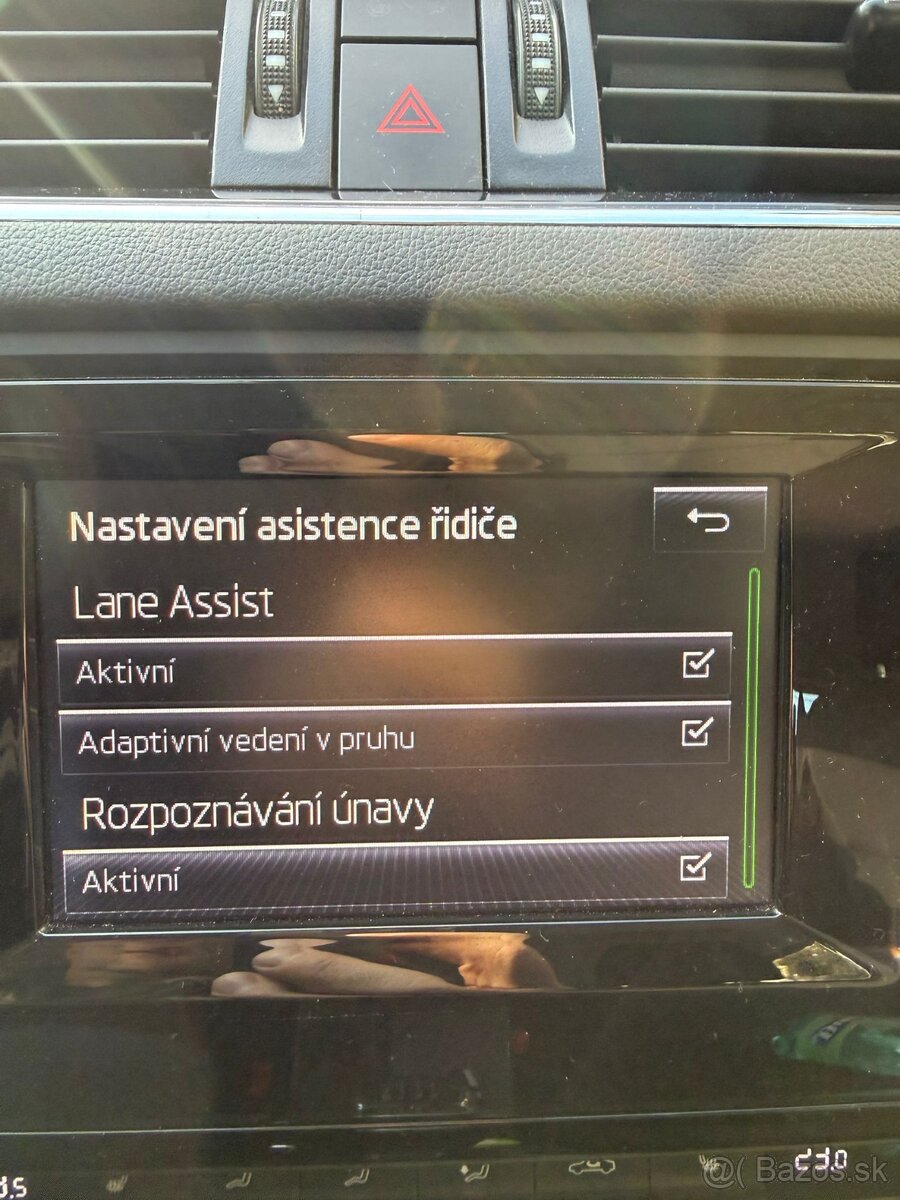 Nastavení asistence řidiče
Lane Assist
Aktivní
Adaptivní vedení v pruhu
Rozpoznávání únavy
Aktivní
@( Bazos.sk